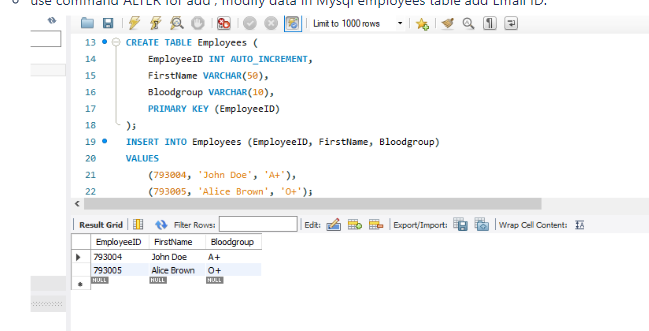 use command ALTER for add , modify data in Mysql employees table add Email ID.
Limit to 1000 rows
13 CREATE TABLE Employees (
14 EmployeeID INT AUTO_INCREMENT,
15 FirstName VARCHAR(50),
16 Bloodgroup VARCHAR(10),
17 PRIMARY KEY (EmployeeID)
18 );
19 INSERT INTO Employees (EmployeeID, FirstName, Bloodgroup)
20 VALUES
21 (793004, 'John Doe', 'A+'),
22 (793005, 'Alice Brown', 'O+');
Result Grid Filter Rows: Edit: Export/Import: Wrap Cell Content: IA
EmployeeID FirstName Bloodgroup
793004 John Doe A+
793005 Alice Brown O+
NULL NULL NULL